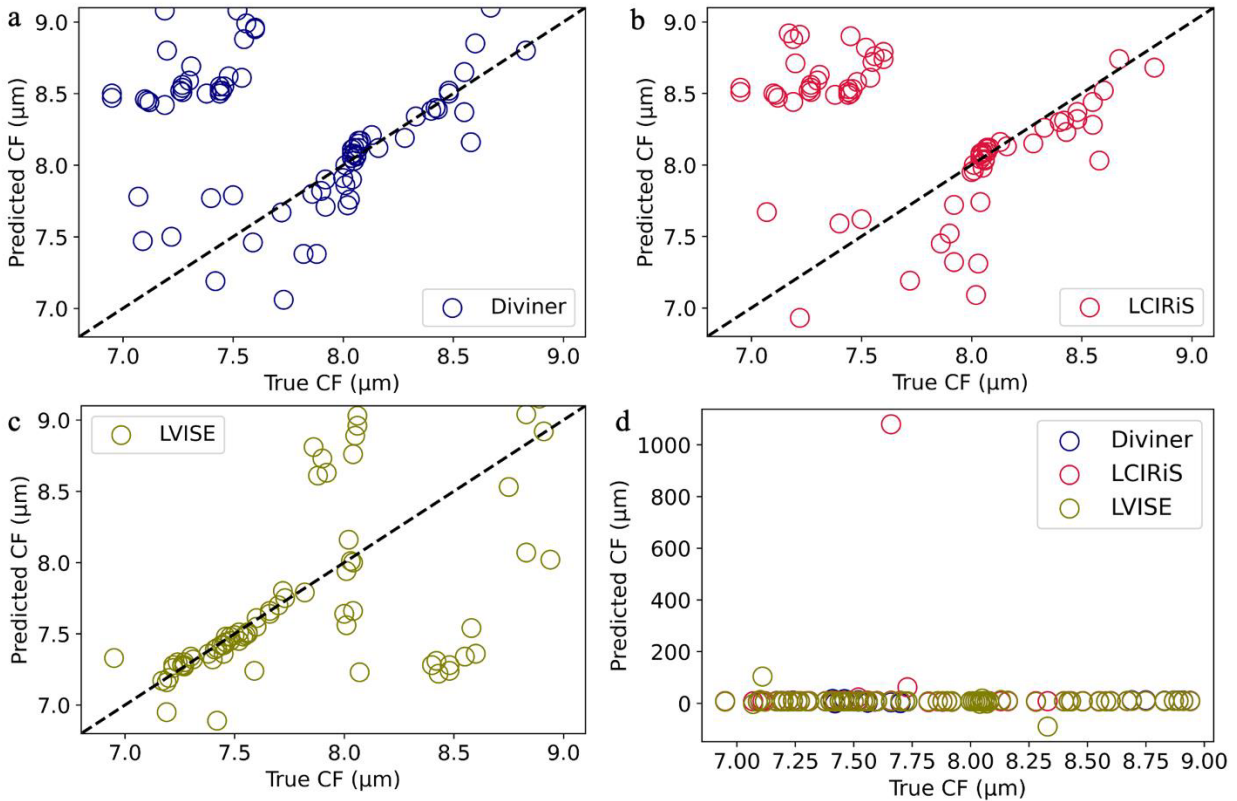 a
9.0
8.5
8.0
7.5
7.0
Predicted CF (μm)
Diviner
7.0 7.5 8.0 8.5 9.0
True CF (μm)
b
9.0
8.5
8.0
7.5
7.0
Predicted CF (μm)
LCIRiS
7.0 7.5 8.0 8.5 9.0
True CF (μm)
c
9.0
8.5
8.0
7.5
7.0
Predicted CF (μm)
LVISE
7.0 7.5 8.0 8.5 9.0
True CF (μm)
d
1000
800
600
400
200
0
Predicted CF (μm)
Diviner
LCIRiS
LVISE
7.00 7.25 7.50 7.75 8.00 8.25 8.50 8.75 9.00
True CF (μm)